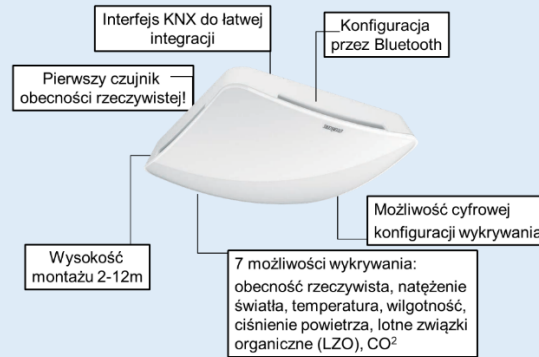 Interfejs KNX do łatwej
integracji
Konfiguracja
przez Bluetooth
Pierwszy czujnik
obecności rzeczywistej!
Możliwość cyfrowej
konfiguracji wykrywania
Wysokość
montażu 2-12m
7 możliwości wykrywania:
obecność rzeczywista, natężenie
światła, temperatura, wilgotność,
ciśnienie powietrza, lotne związki
organiczne (LZO), CO²